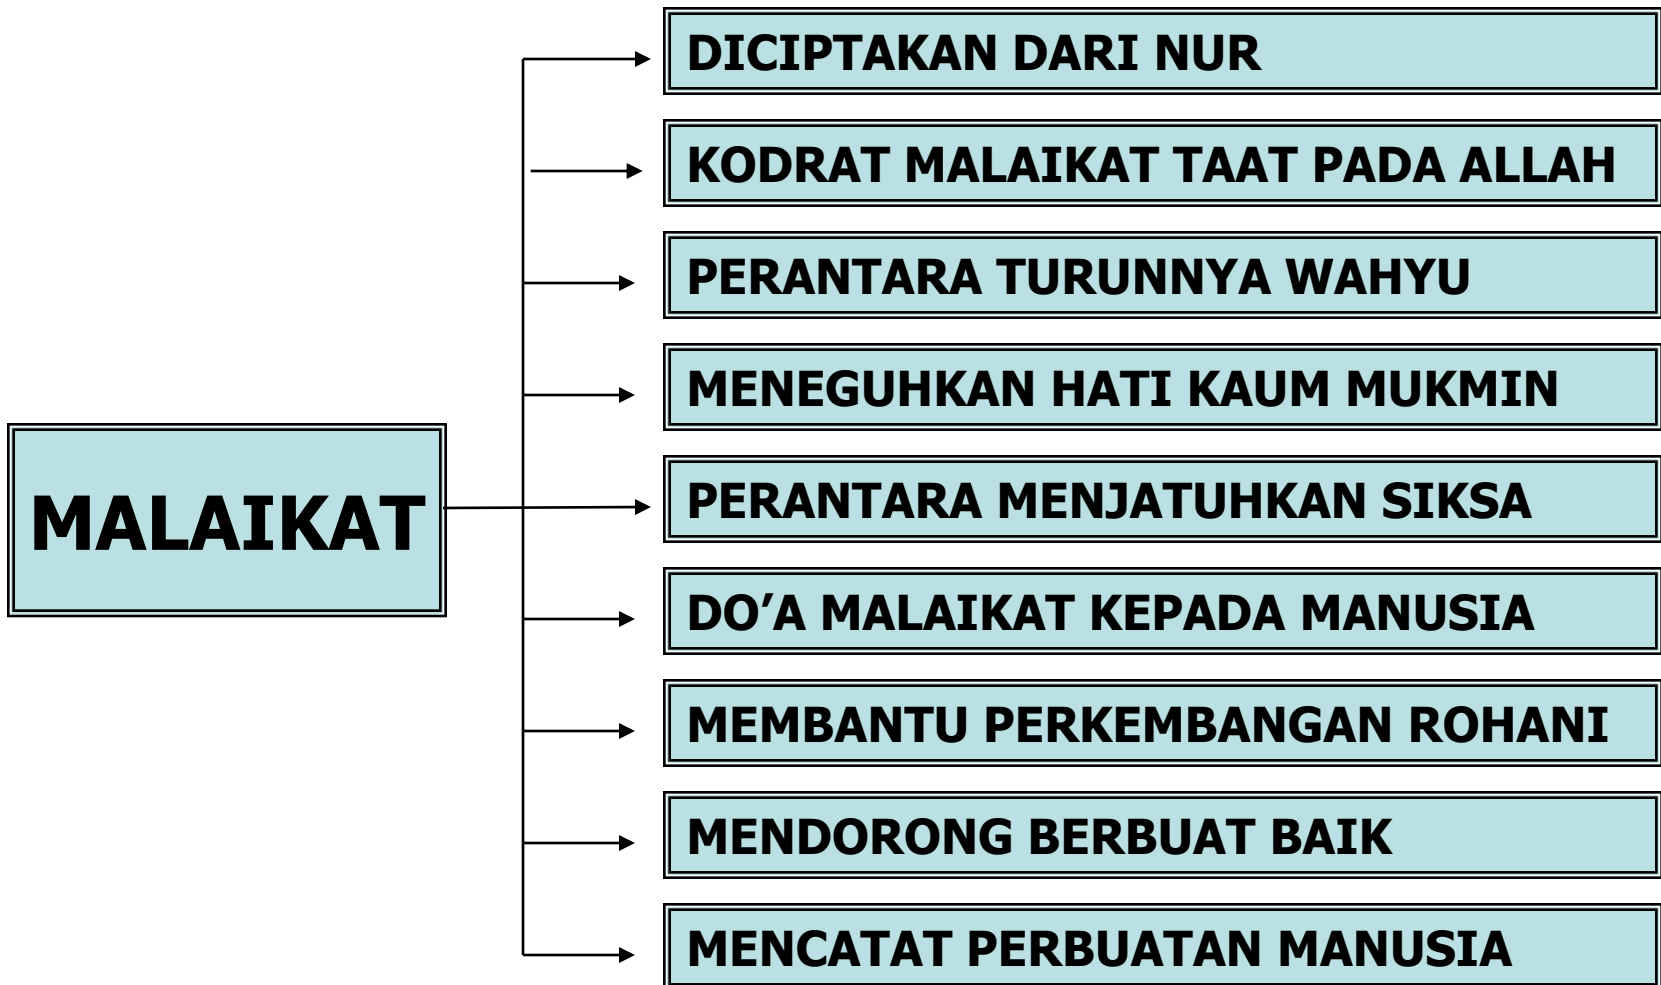 DICIPTAKAN DARI NUR
KODRAT MALAIKAT TAAT PADA ALLAH
PERANTARA TURUNNYA WAHYU
MENEGUHKAN HATI KAUM MUKMIN
MALAIKAT
PERANTARA MENJATUHKAN SIKSA
DO’A MALAIKAT KEPADA MANUSIA
MEMBANTU PERKEMBANGAN ROHANI
MENDORONG BERBUAT BAIK
MENCATAT PERBUATAN MANUSIA